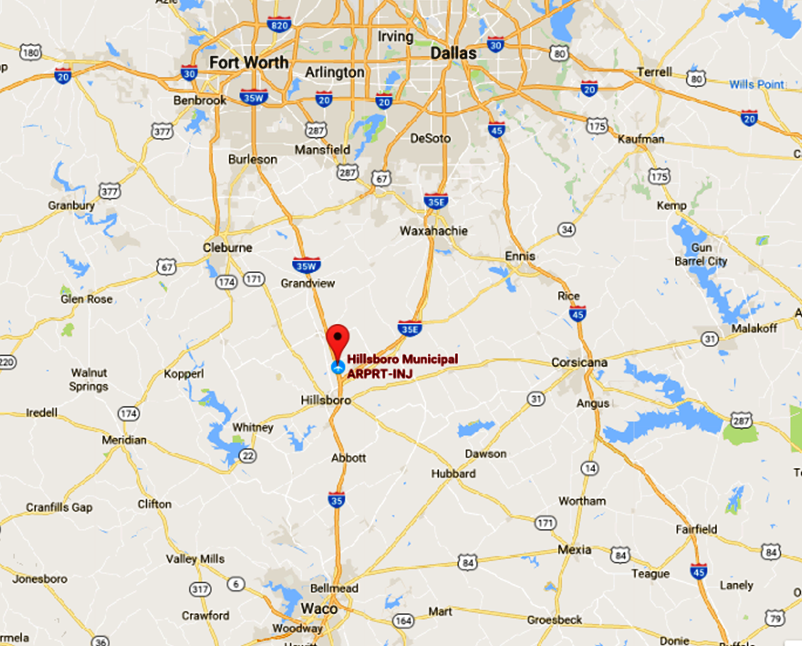 Azle
820
Irving
180
30
Dallas
80
Fort Worth
Arlington
30
Terrell
80
20
Wills Point
20
Benbrook
35W
20
20
20
377
287
DeSoto
45
175
Kaufman
Mansfield
Burleson
287
67
175
377
35E
Granbury
Kemp
Waxahachie
34
Cleburne
Gun
Barrel City
Ennis
67
35W
174
171
Grandview
Glen Rose
Rice
45
35E
Malakoff
31
Hillsboro Municipal
ARPRT-INJ
220
Corsicana
Walnut
Springs
Kopperl
Hillsboro
31
Angus
Iredell
174
287
Whitney
Meridian
22
Abbott
Dawson
14
Hubbard
35
Cranfills Gap
Clifton
Wortham
171
Fairfield
Mexia
84
84
84
Valley Mills
Teague
45
Jonesboro
317
6
Bellmead
Lanely
Waco
Mart
Crawford
164
Groesbeck
79
Woodway
36
Donie